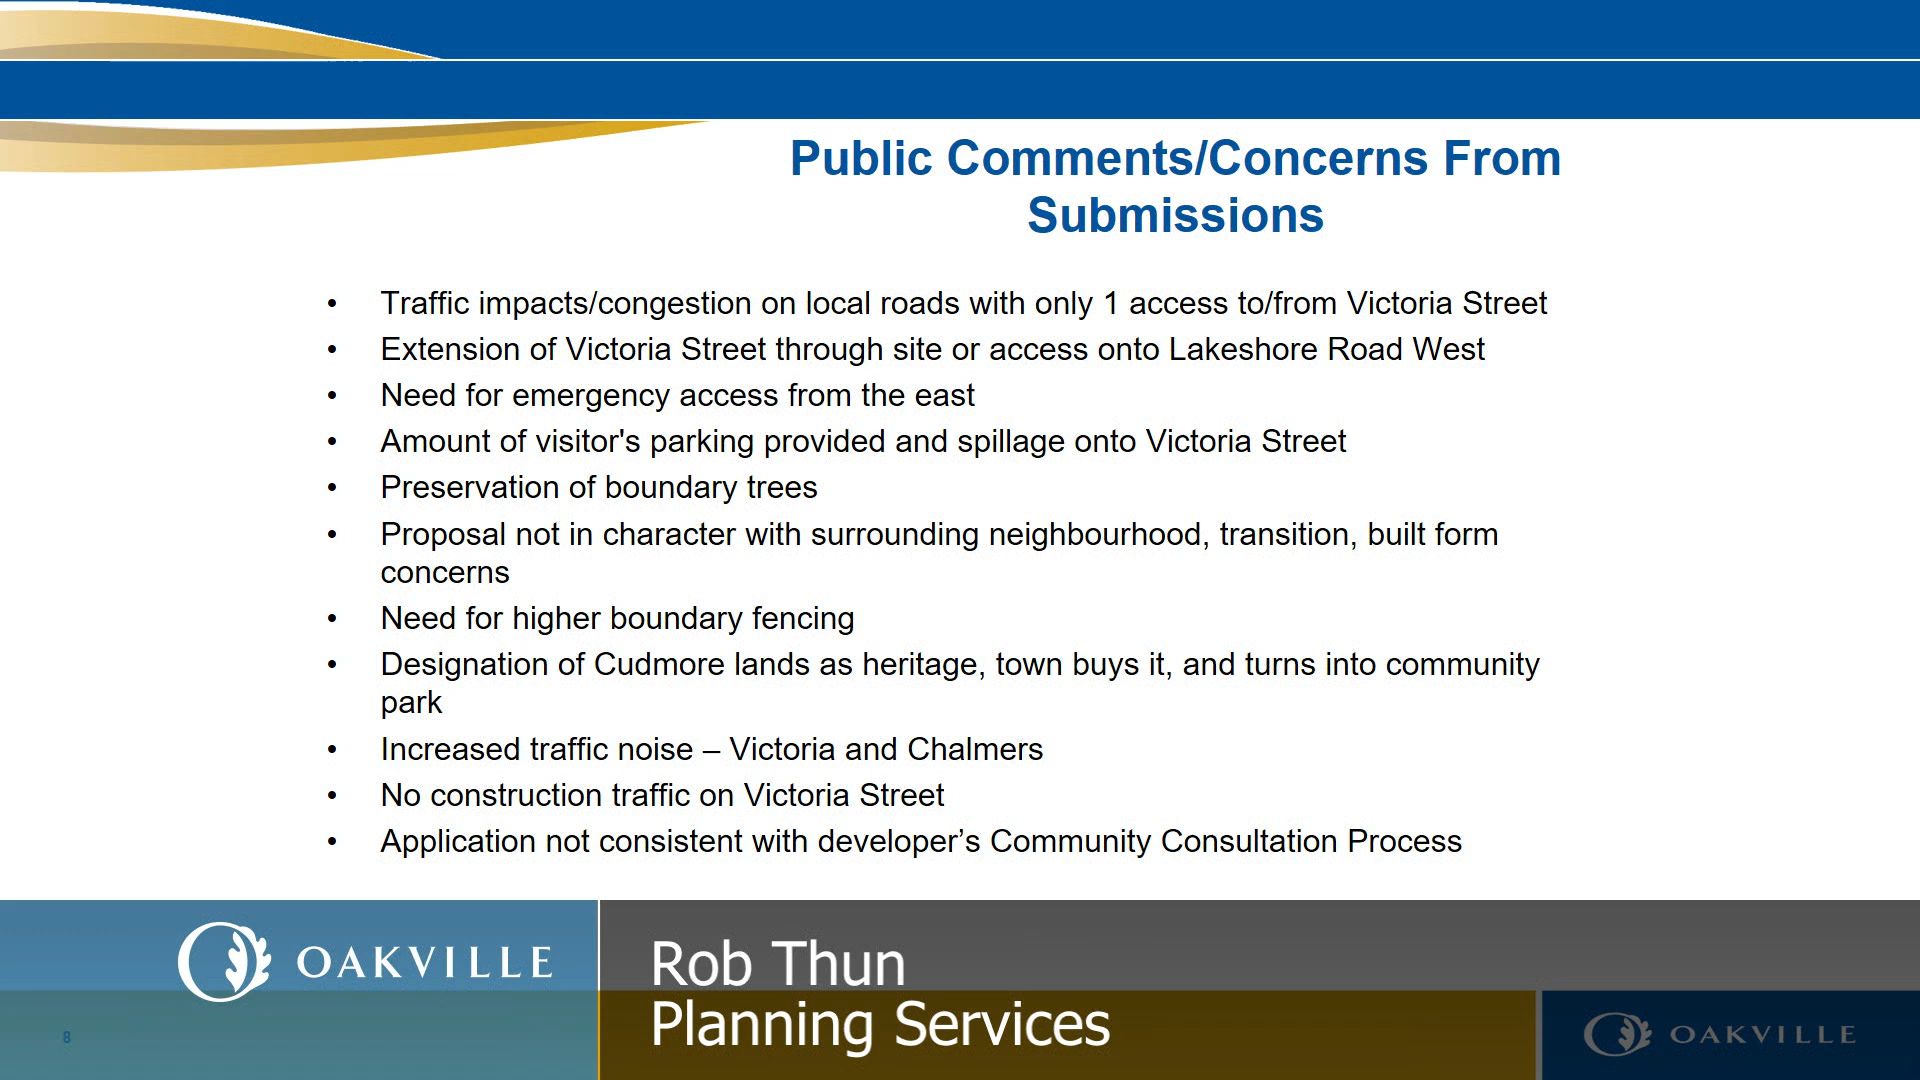 Public Comments/Concerns From
Submissions
• Traffic impacts/congestion on local roads with only 1 access to/from Victoria Street
• Extension of Victoria Street through site or access onto Lakeshore Road West
• Need for emergency access from the east
• Amount of visitor's parking provided and spillage onto Victoria Street
• Preservation of boundary trees
• Proposal not in character with surrounding neighbourhood, transition, built form
concerns
• Need for higher boundary fencing
• Designation of Cudmore lands as heritage, town buys it, and turns into community
park
• Increased traffic noise – Victoria and Chalmers
• No construction traffic on Victoria Street
• Application not consistent with developer’s Community Consultation Process
OAKVILLE
Rob Thun
Planning Services
8
OAKVILLE